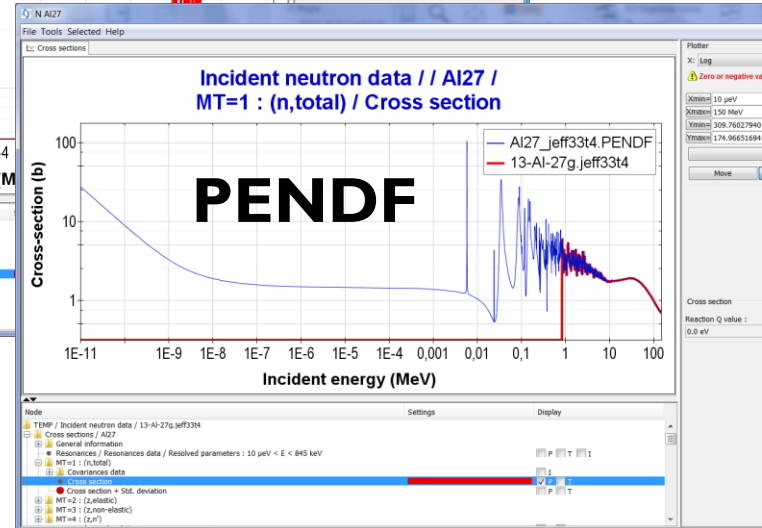 N Al27
File Tools Selected Help
Cross sections
Incident neutron data / / Al27 /
MT=1 : (n,total) / Cross section
Al27_jeff33t4.PENDF
13-Al-27g.jeff33t4
PENDF
Cross-section (b)
100
10
1
1E-11 1E-9 1E-8 1E-7 1E-6 1E-5 1E-4 0,001 0,01 0,1 1 10 100
Incident energy (MeV)
Plotter
X: Log
Zero or negative va
Xmin= 10 µeV
Xmax= 150 MeV
Ymin= 309.76027940
Ymax= 174.96651694
Move
Cross section
Reaction Q value :
0.0 eV
Node Settings Display
TEMP / Incident neutron data / 13-Al-27g.jeff33t4
Cross sections / Al27
General information
Resonances / Resonances data / Resolved parameters : 10 µeV < E < 845 keV P T I
MT=1 : (n,total)
Covariances data I
Cross section P T
Cross section + Std. deviation P T
MT=2 : (z,elastic)
MT=3 : (z,non-elastic)
MT=4 : (z,n')